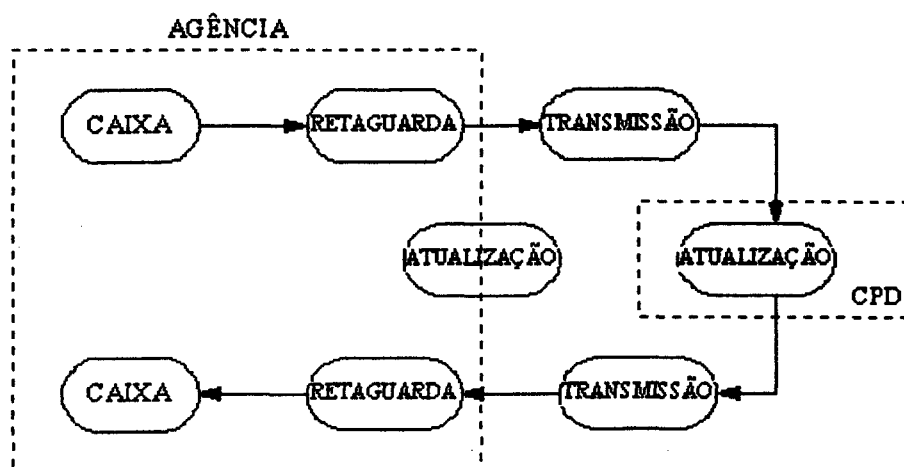 AGÊNCIA
CAIXA
RETAGUARDA
TRANSMISSÃO
ATUALIZAÇÃO
ATUALIZAÇÃO
CPD
CAIXA
RETAGUARDA
TRANSMISSÃO